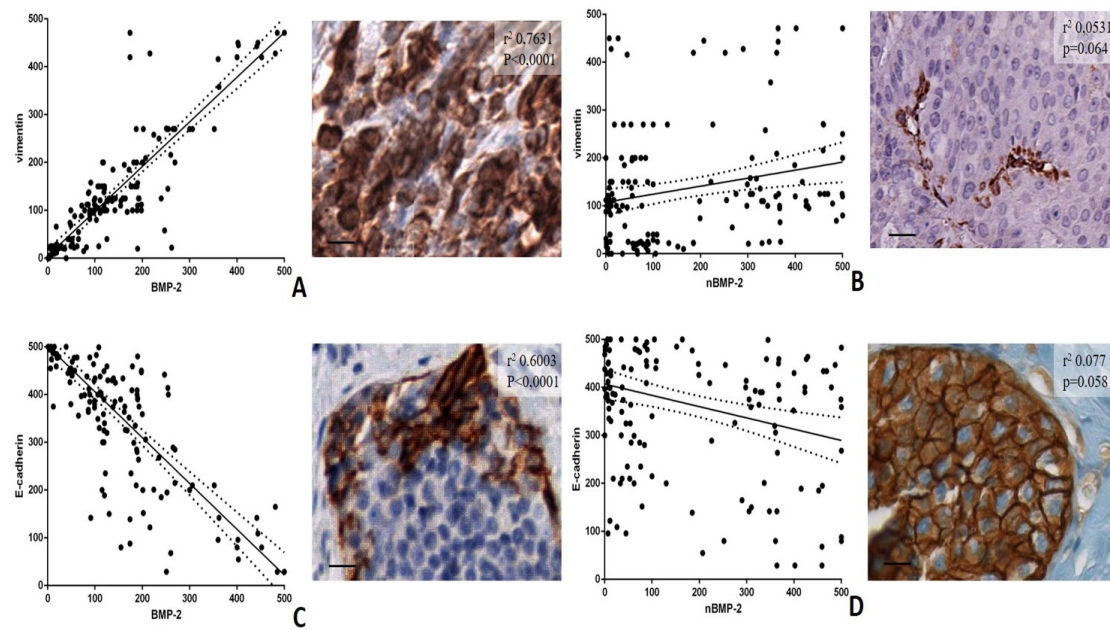 500
400
300
200
100
0
vimentin
0 100 200 300 400 500
BMP-2
r² 0,7631
P<0,0001
A
500
400
300
200
100
0
vimentin
0 100 200 300 400 500
nBMP-2
r² 0,0531
p=0.064
B
500
400
300
200
100
0
E-cadherin
0 100 200 300 400 500
BMP-2
r² 0.6003
P<0,0001
C
500
400
300
200
100
0
E-cadherin
0 100 200 300 400 500
nBMP-2
r² 0.077
p=0.058
D